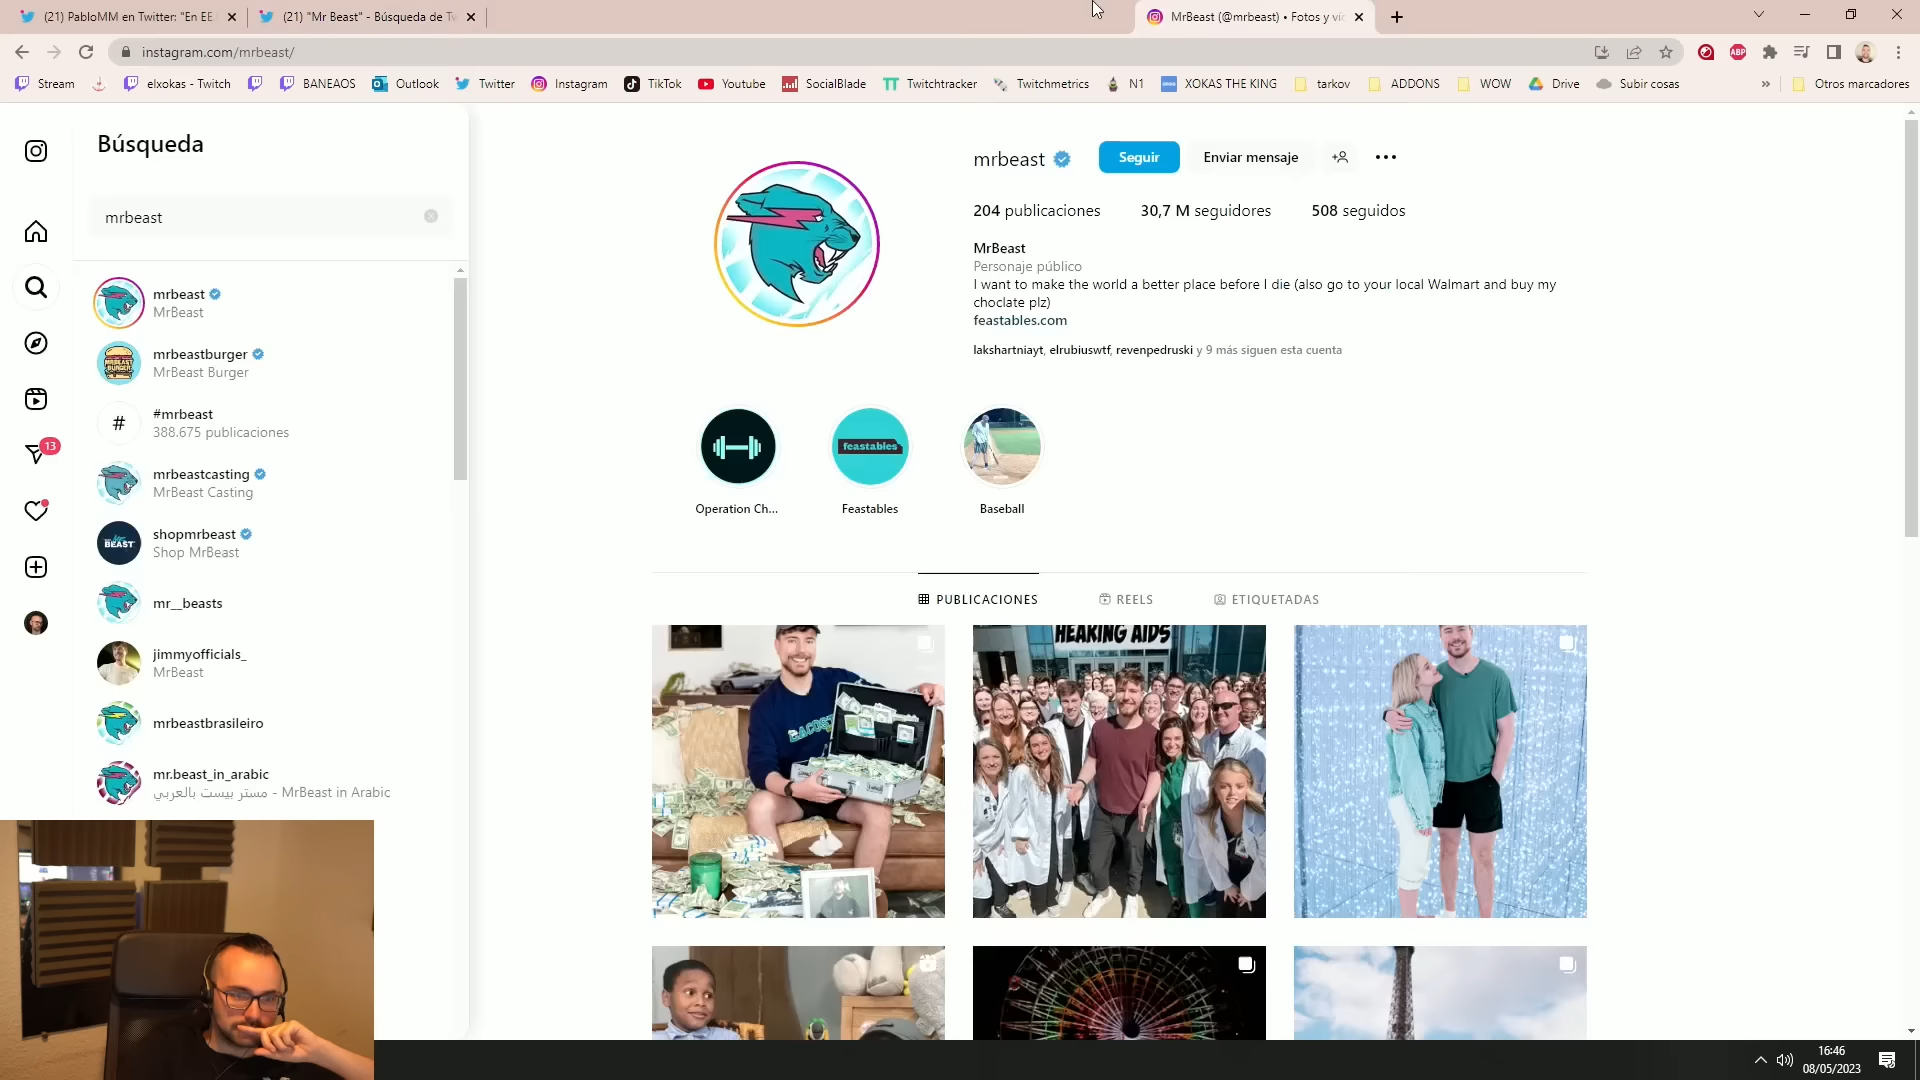 (21) PabloMM en Twitter: "En EE.
(21) "Mr Beast" - Búsqueda de Tw
MrBeast (@mrbeast) • Fotos y víd
instagram.com/mrbeast/
ABP
Stream
elxokas - Twitch
BANEAOS
Outlook
Twitter
Instagram
TikTok
Youtube
SocialBlade
Twitchtracker
Twitchmetrics
N1
XOKAS THE KING
tarkov
ADDONS
WOW
Drive
Subir cosas
»
Otros marcadores
Búsqueda
mrbeast
mrbeast
MrBeast
mrbeastburger
MrBeast Burger
#
#mrbeast
388.675 publicaciones
13
mrbeastcasting
MrBeast Casting
BEAST
shopmrbeast
Shop MrBeast
mr__beasts
jimmyofficials_
MrBeast
mrbeastbrasileiro
mr.beast_in_arabic
مستر بيست بالعربي - MrBeast in Arabic
mrbeast
Seguir
Enviar mensaje
204 publicaciones
30,7 M seguidores
508 seguidos
MrBeast
Personaje público
I want to make the world a better place before I die (also go to your local Walmart and buy my
choclate plz)
feastables.com
lakshartniayt, elrubiuswtf, revenpedruski y 9 más siguen esta cuenta
feastables
Operation Ch...
Feastables
Baseball
PUBLICACIONES
REELS
ETIQUETADAS
HEARING AIDS
16:46
08/05/2023